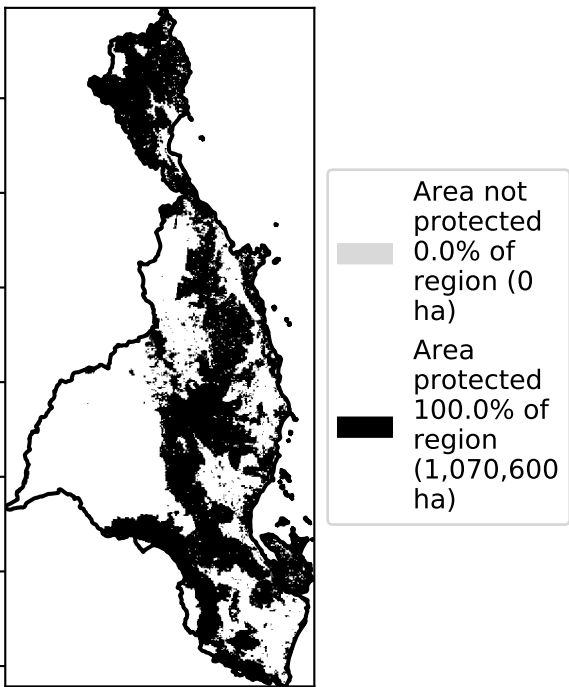 Area not
protected
0.0% of
region (0
ha)
Area
protected
100.0% of
region
(1,070,600
ha)